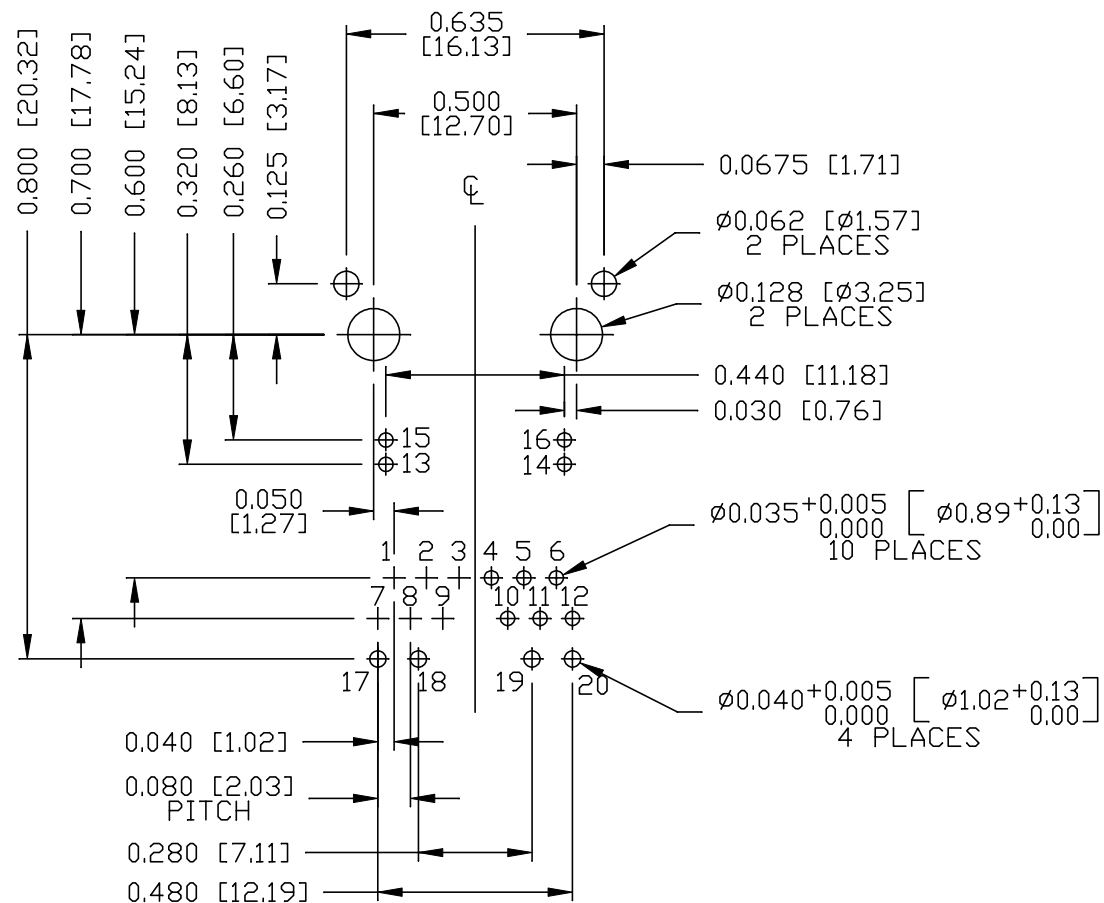 0.635
[16.13]
0.800 [20.32]
0.700 [17.78]
0.600 [15.24]
0.320 [8.13]
0.260 [6.60]
0.125 [3.17]
0.500
[12.70]
0.0675 [1.71]
℄
Ø0.062 [Ø1.57]
2 PLACES
Ø0.128 [Ø3.25]
2 PLACES
0.440 [11.18]
0.030 [0.76]
15
16
13
14
0.050
[1.27]
Ø0.035+0.005 [Ø0.89+0.13]
0.000 0.00
10 PLACES
1 2 3 4 5 6
7 8 9 10 11 12
17 18 19 20
Ø0.040+0.005 [Ø1.02+0.13]
0.000 0.00
4 PLACES
0.040 [1.02]
0.080 [2.03]
PITCH
0.280 [7.11]
0.480 [12.19]